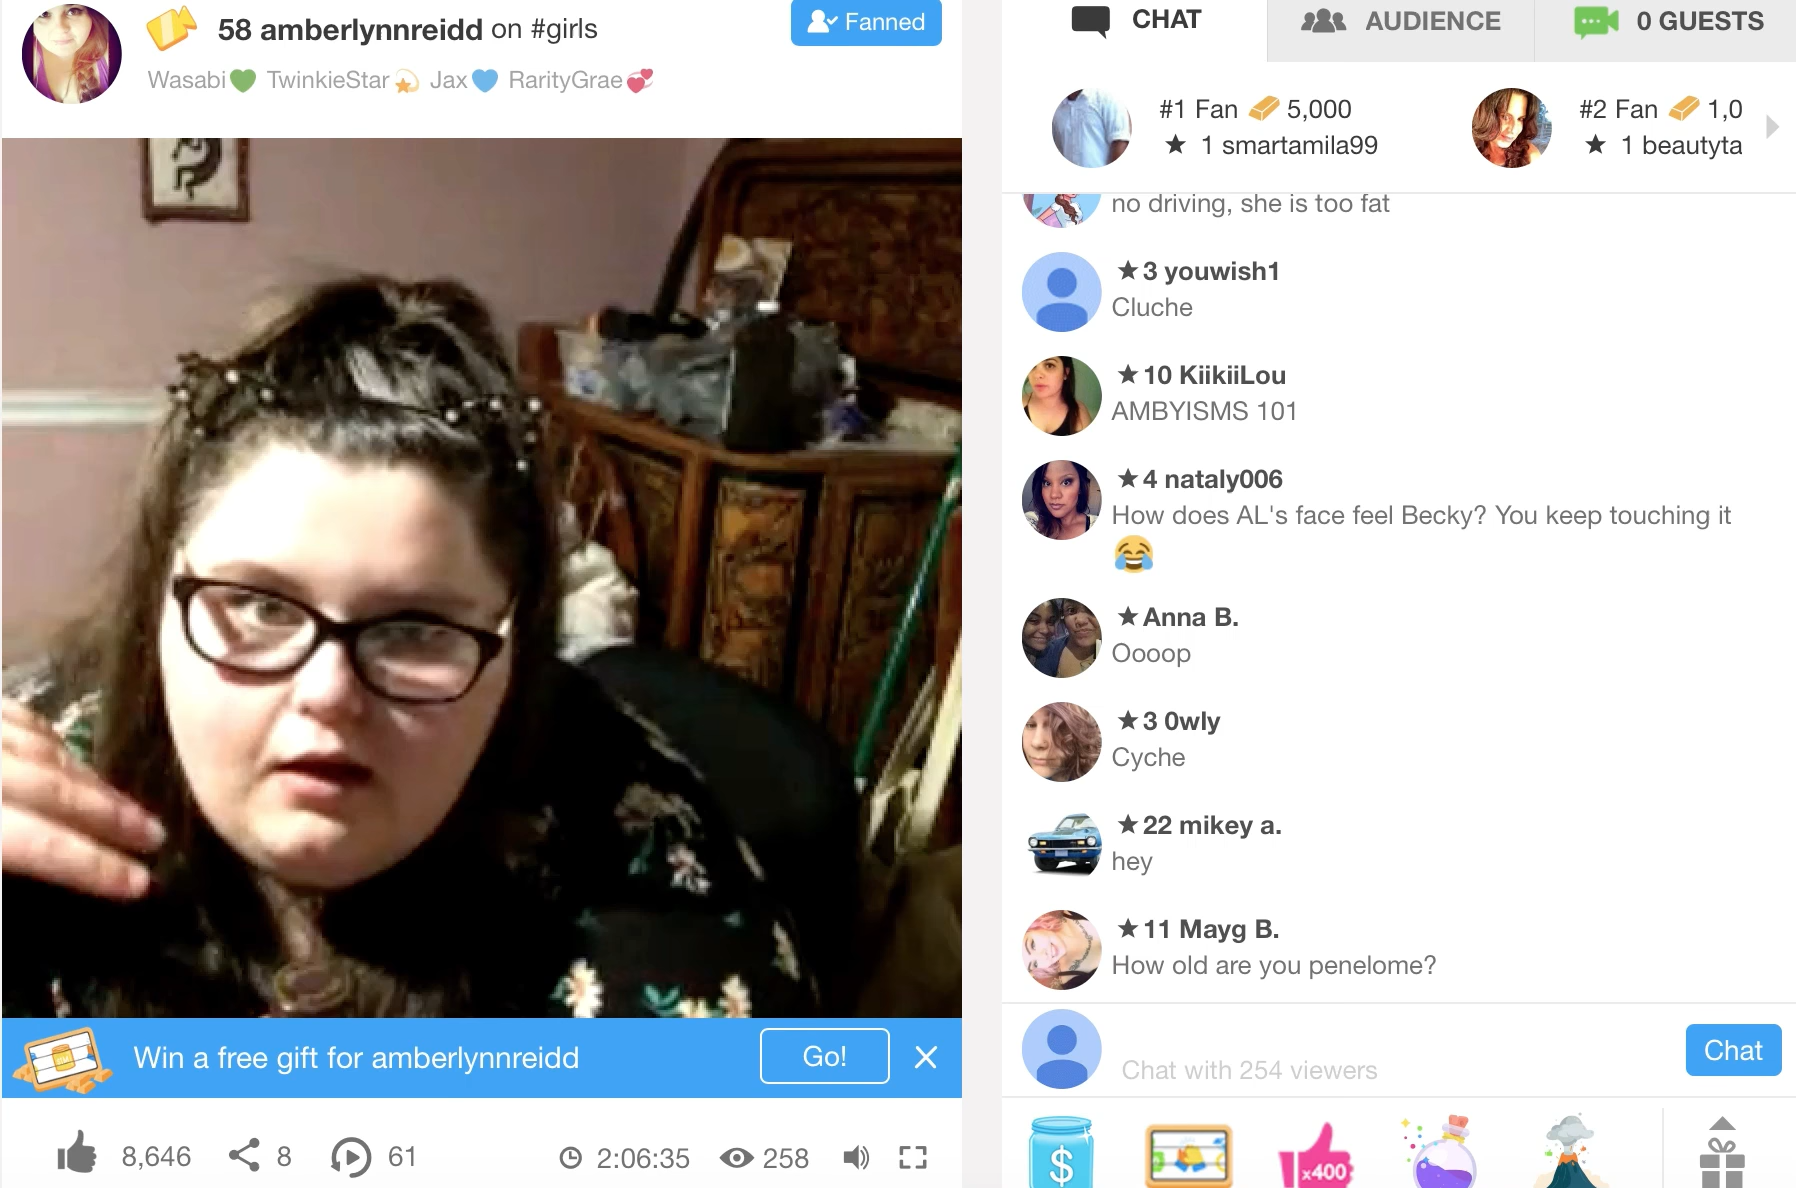 58 amberlynnreidd on #girls
Wasabi💚 TwinkieStar💫 Jax💙 RarityGrae💞
Fanned
CHAT
AUDIENCE
0 GUESTS
#1 Fan 5,000
★ 1 smartamila99
#2 Fan 1,0
★ 1 beautyta
no driving, she is too fat
★3 youwish1
Cluche
★10 KiikiiLou
AMBYISMS 101
★4 nataly006
How does AL's face feel Becky? You keep touching it
😂
★Anna B.
Oooop
★3 0wly
Cyche
★22 mikey a.
hey
★11 Mayg B.
How old are you penelome?
Chat with 254 viewers
Chat
Win a free gift for amberlynnreidd
Go!
8,646
8
61
2:06:35
258
$
x400